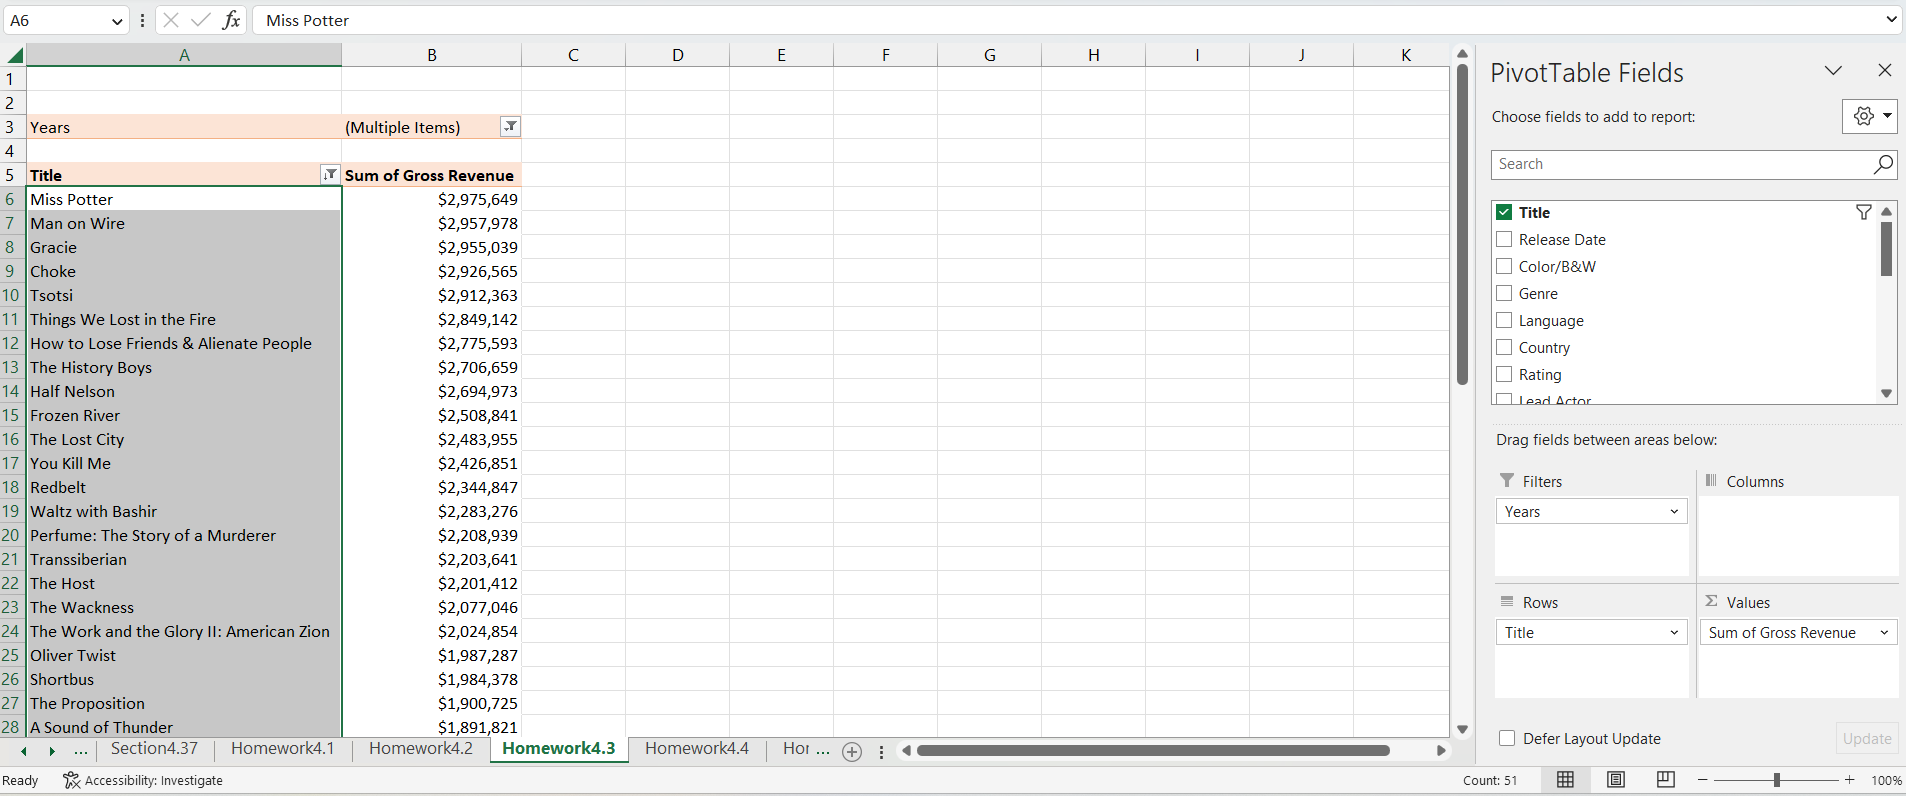 A6
fx
Miss Potter
A B C D E F G H I J K
1
2
3 Years (Multiple Items)
4
5 Title Sum of Gross Revenue
6 Miss Potter $2,975,649
7 Man on Wire $2,957,978
8 Gracie $2,955,039
9 Choke $2,926,565
10 Tsotsi $2,912,363
11 Things We Lost in the Fire $2,849,142
12 How to Lose Friends & Alienate People $2,775,593
13 The History Boys $2,706,659
14 Half Nelson $2,694,973
15 Frozen River $2,508,841
16 The Lost City $2,483,955
17 You Kill Me $2,426,851
18 Redbelt $2,344,847
19 Waltz with Bashir $2,283,276
20 Perfume: The Story of a Murderer $2,208,939
21 Transsiberian $2,203,641
22 The Host $2,201,412
23 The Wackness $2,077,046
24 The Work and the Glory II: American Zion $2,024,854
25 Oliver Twist $1,987,287
26 Shortbus $1,984,378
27 The Proposition $1,900,725
28 A Sound of Thunder $1,891,821
... Section4.37 Homework4.1 Homework4.2 Homework4.3 Homework4.4 Hor ...
Ready Accessibility: Investigate Count: 51 100%
PivotTable Fields
Choose fields to add to report:
Search
Title
Release Date
Color/B&W
Genre
Language
Country
Rating
Lead Actor
Drag fields between areas below:
Filters
Years
Columns
Rows
Title
Σ Values
Sum of Gross Revenue
Defer Layout Update
Update